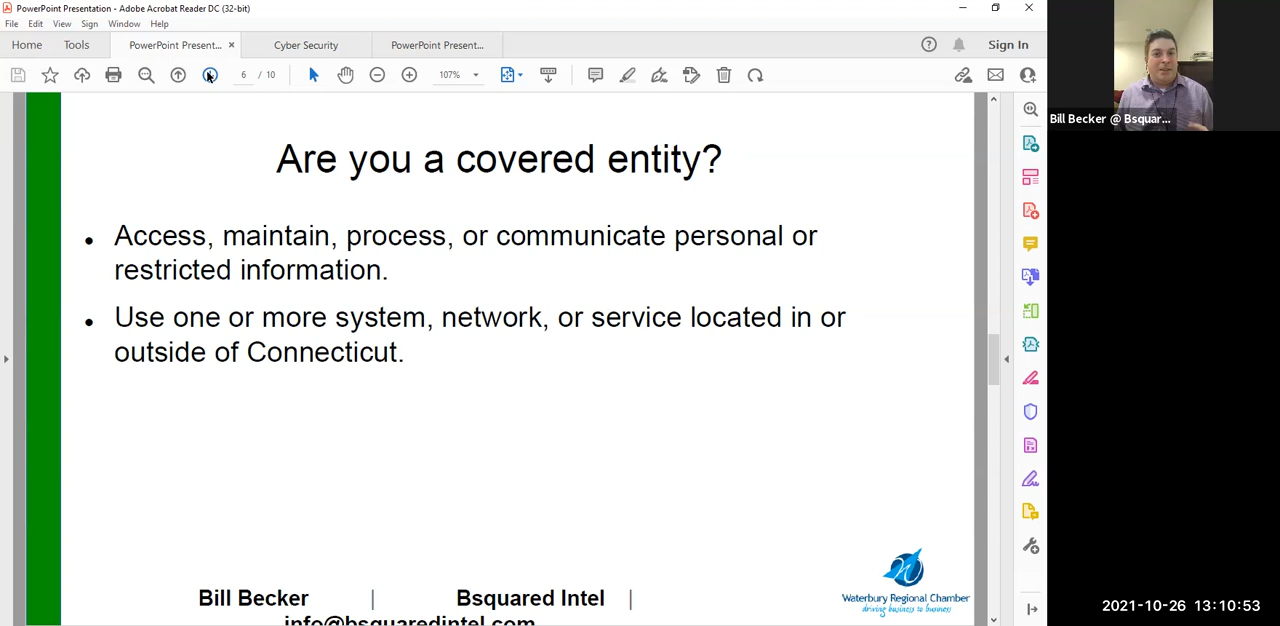 PowerPoint Presentation - Adobe Acrobat Reader DC (32-bit)
File Edit View Sign Window Help
Home Tools PowerPoint Present... × Cyber Security PowerPoint Present... Sign In
6 / 10 107%
Bill Becker @ Bsquar...
Are you a covered entity?
• Access, maintain, process, or communicate personal or
restricted information.
• Use one or more system, network, or service located in or
outside of Connecticut.
Bill Becker | Bsquared Intel |
info@bsquaredintel.com
Waterbury Regional Chamber
driving business to business
2021-10-26 13:10:53